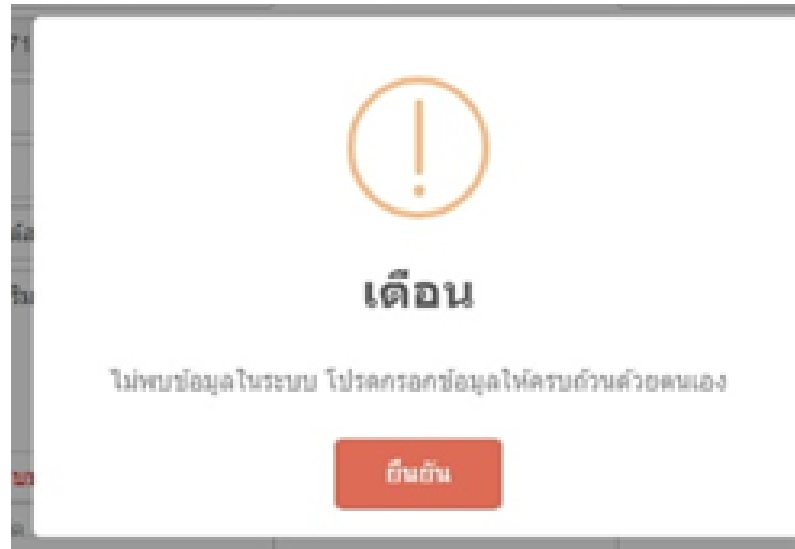 เตือน
ไม่พบข้อมูลในระบบ โปรดกรอกข้อมูลให้ครบถ้วนด้วยตนเอง
ยืนยัน